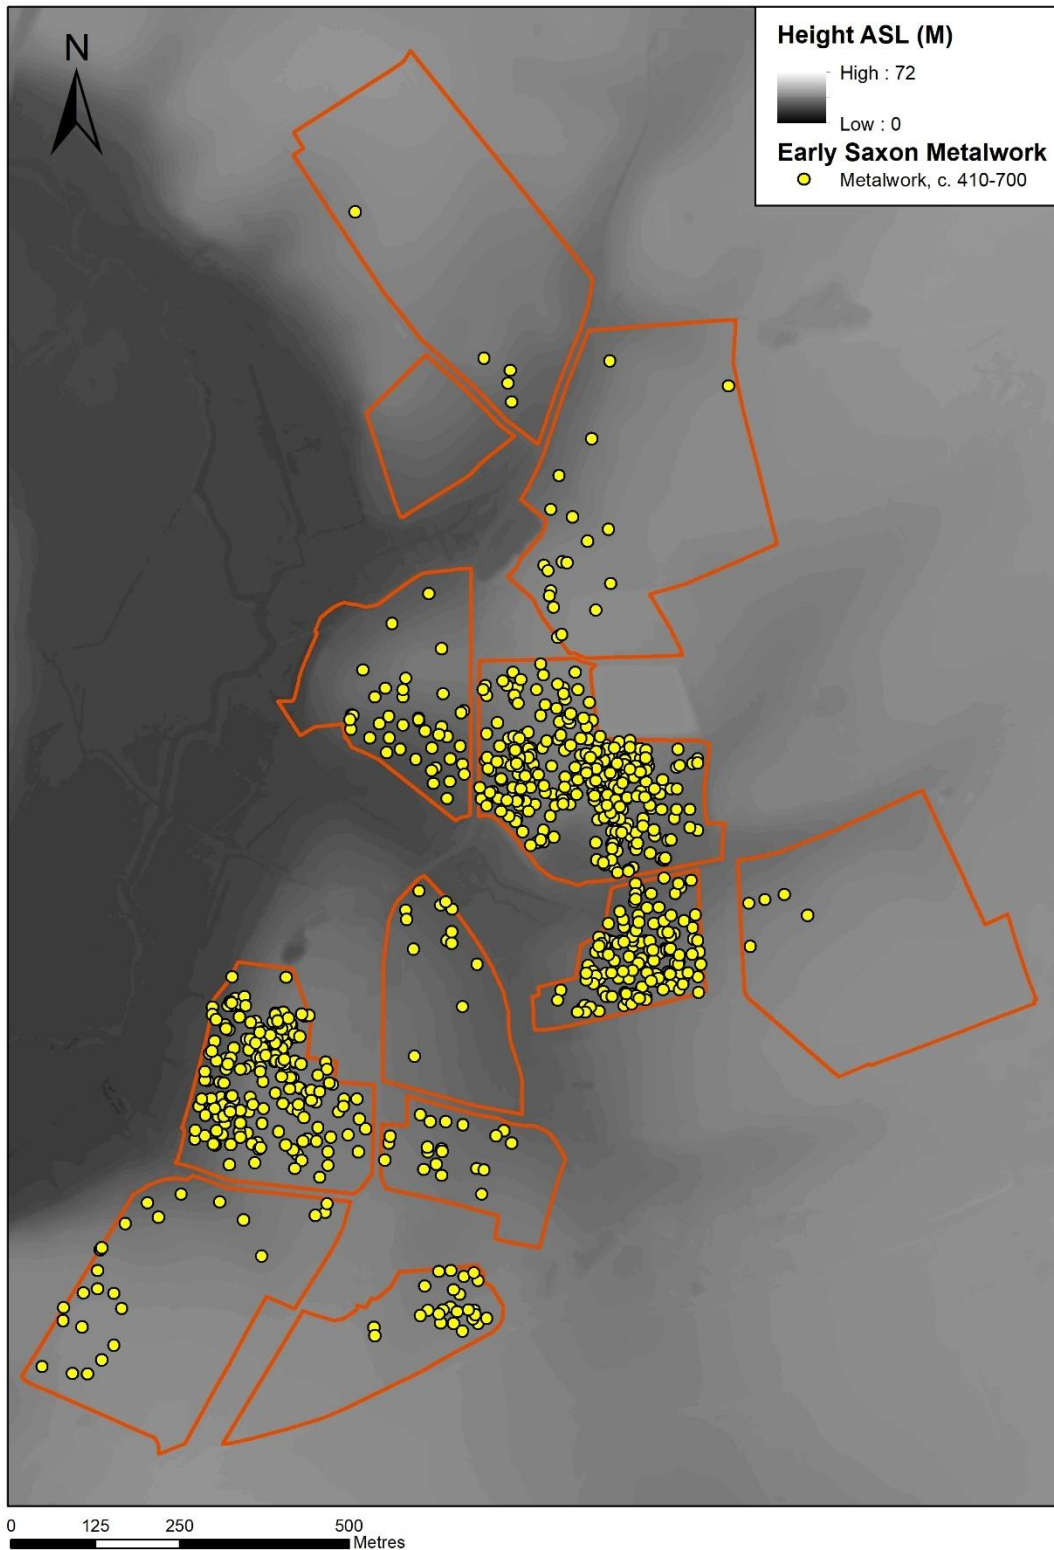 N
Height ASL (M)
High : 72
Low : 0
Early Saxon Metalwork
Metalwork, c. 410-700
0 125 250 500
Metres